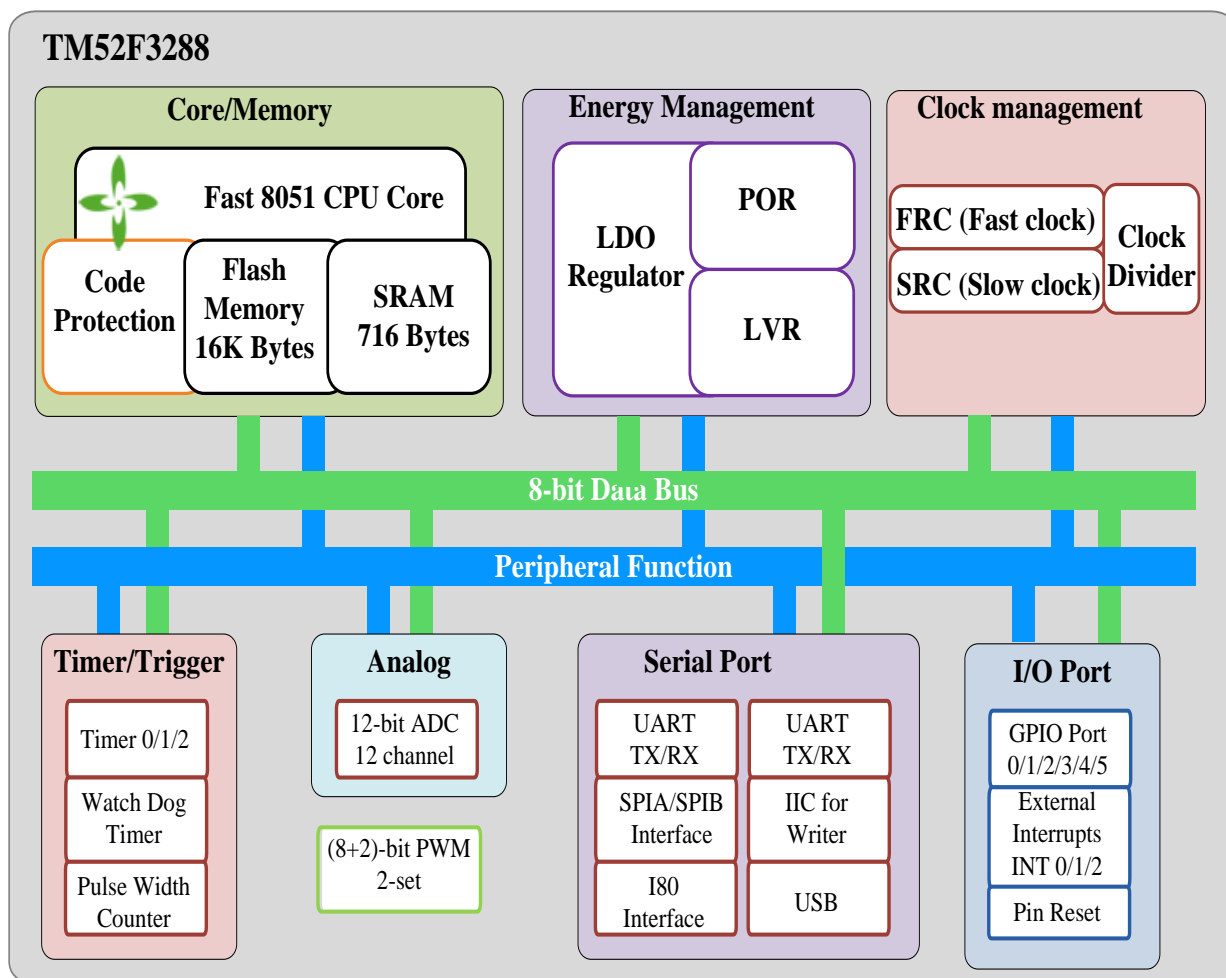 TM52F3288
Core/Memory
Fast 8051 CPU Core
Code
Protection
Flash
Memory
16K Bytes
SRAM
716 Bytes
Energy Management
LDO
Regulator
POR
LVR
Clock management
FRC (Fast clock)
SRC (Slow clock)
Clock
Divider
8-bit Data Bus
Peripheral Function
Timer/Trigger
Timer 0/1/2
Watch Dog
Timer
Pulse Width
Counter
Analog
12-bit ADC
12 channel
(8+2)-bit PWM
2-set
Serial Port
UART
TX/RX
UART
TX/RX
SPIA/SPIB
Interface
IIC for
Writer
I80
Interface
USB
I/O Port
GPIO Port
0/1/2/3/4/5
External
Interrupts
INT 0/1/2
Pin Reset